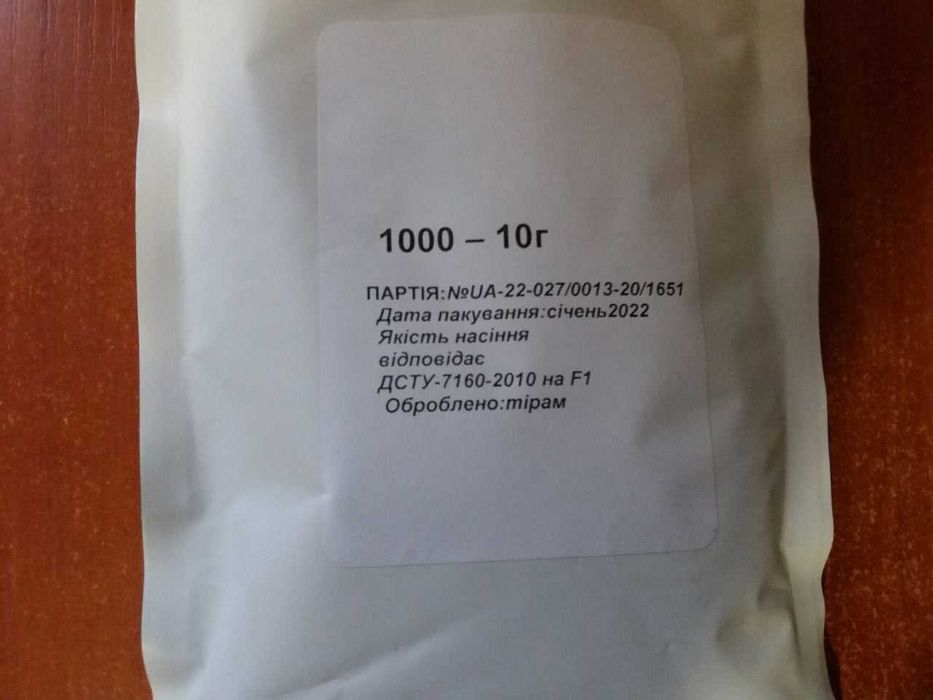 1000 – 10г
ПАРТІЯ:№UA-22-027/0013-20/1651
Дата пакування:січень2022
Якість насіння
відповідає
ДСТУ-7160-2010 на F1
Оброблено:тірам